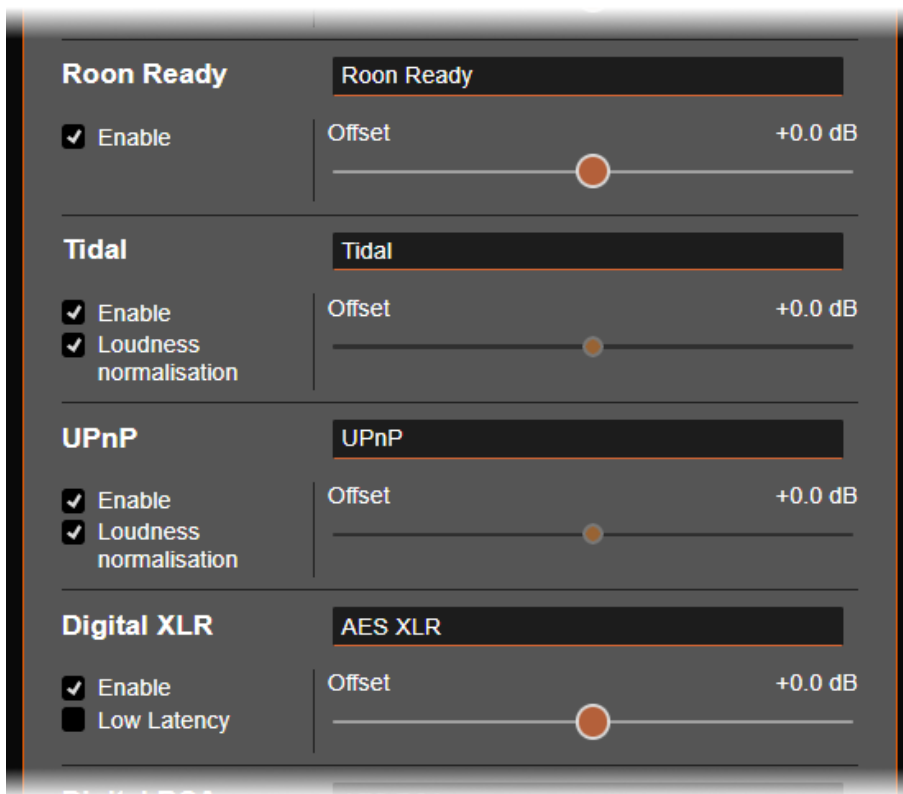 Roon Ready
Roon Ready
Enable
Offset
+0.0 dB
Tidal
Tidal
Enable
Loudness
normalisation
Offset
+0.0 dB
UPnP
UPnP
Enable
Loudness
normalisation
Offset
+0.0 dB
Digital XLR
AES XLR
Enable
Low Latency
Offset
+0.0 dB